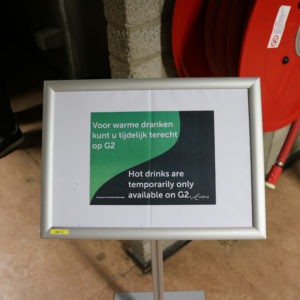 Voor warme dranken
kunt u tijdelijk terecht
op G2
Hot drinks are
temporarily only
available on G2